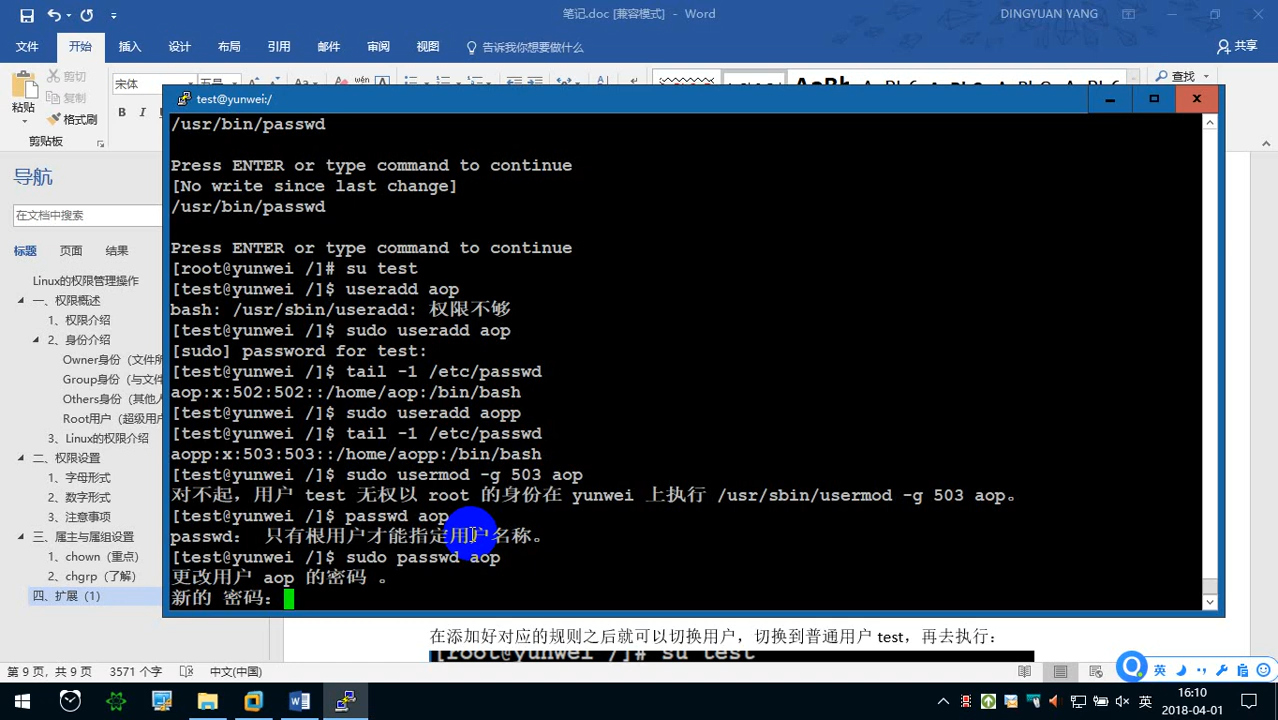 笔记.doc [兼容模式] - Word
DINGYUAN YANG
文件 开始 插入 设计 布局 引用 邮件 审阅 视图 告诉我你想要做什么 共享
剪切
复制
格式刷
粘贴
剪贴板
宋体
查找
导航
在文档中搜索
标题 页面 结果
Linux的权限管理操作
一、权限概述
1、权限介绍
2、身份介绍
Owner身份（文件所
Group身份（与文件
Others身份（其他人
Root用户（超级用户
3、Linux的权限介绍
二、权限设置
1、字母形式
2、数字形式
3、注意事项
三、属主与属组设置
1、chown（重点）
2、chgrp（了解）
四、扩展（1）
test@yunwei:/
/usr/bin/passwd
Press ENTER or type command to continue
[No write since last change]
/usr/bin/passwd
Press ENTER or type command to continue
[root@yunwei /]# su test
[test@yunwei /]$ useradd aop
bash: /usr/sbin/useradd: 权限不够
[test@yunwei /]$ sudo useradd aop
[sudo] password for test:
[test@yunwei /]$ tail -1 /etc/passwd
aop:x:502:502::/home/aop:/bin/bash
[test@yunwei /]$ sudo useradd aopp
[test@yunwei /]$ tail -1 /etc/passwd
aopp:x:503:503::/home/aopp:/bin/bash
[test@yunwei /]$ sudo usermod -g 503 aop
对不起，用户 test 无权以 root 的身份在 yunwei 上执行 /usr/sbin/usermod -g 503 aop。
[test@yunwei /]$ passwd aop
passwd： 只有根用户才能指定用户名称。
[test@yunwei /]$ sudo passwd aop
更改用户 aop 的密码 。
新的 密码：
在添加好对应的规则之后就可以切换用户，切换到普通用户 test，再去执行：
[root@yunwei /]# su test
第 9 页，共 9 页 3571 个字 中文(中国)
英
英
16:10
2018-04-01